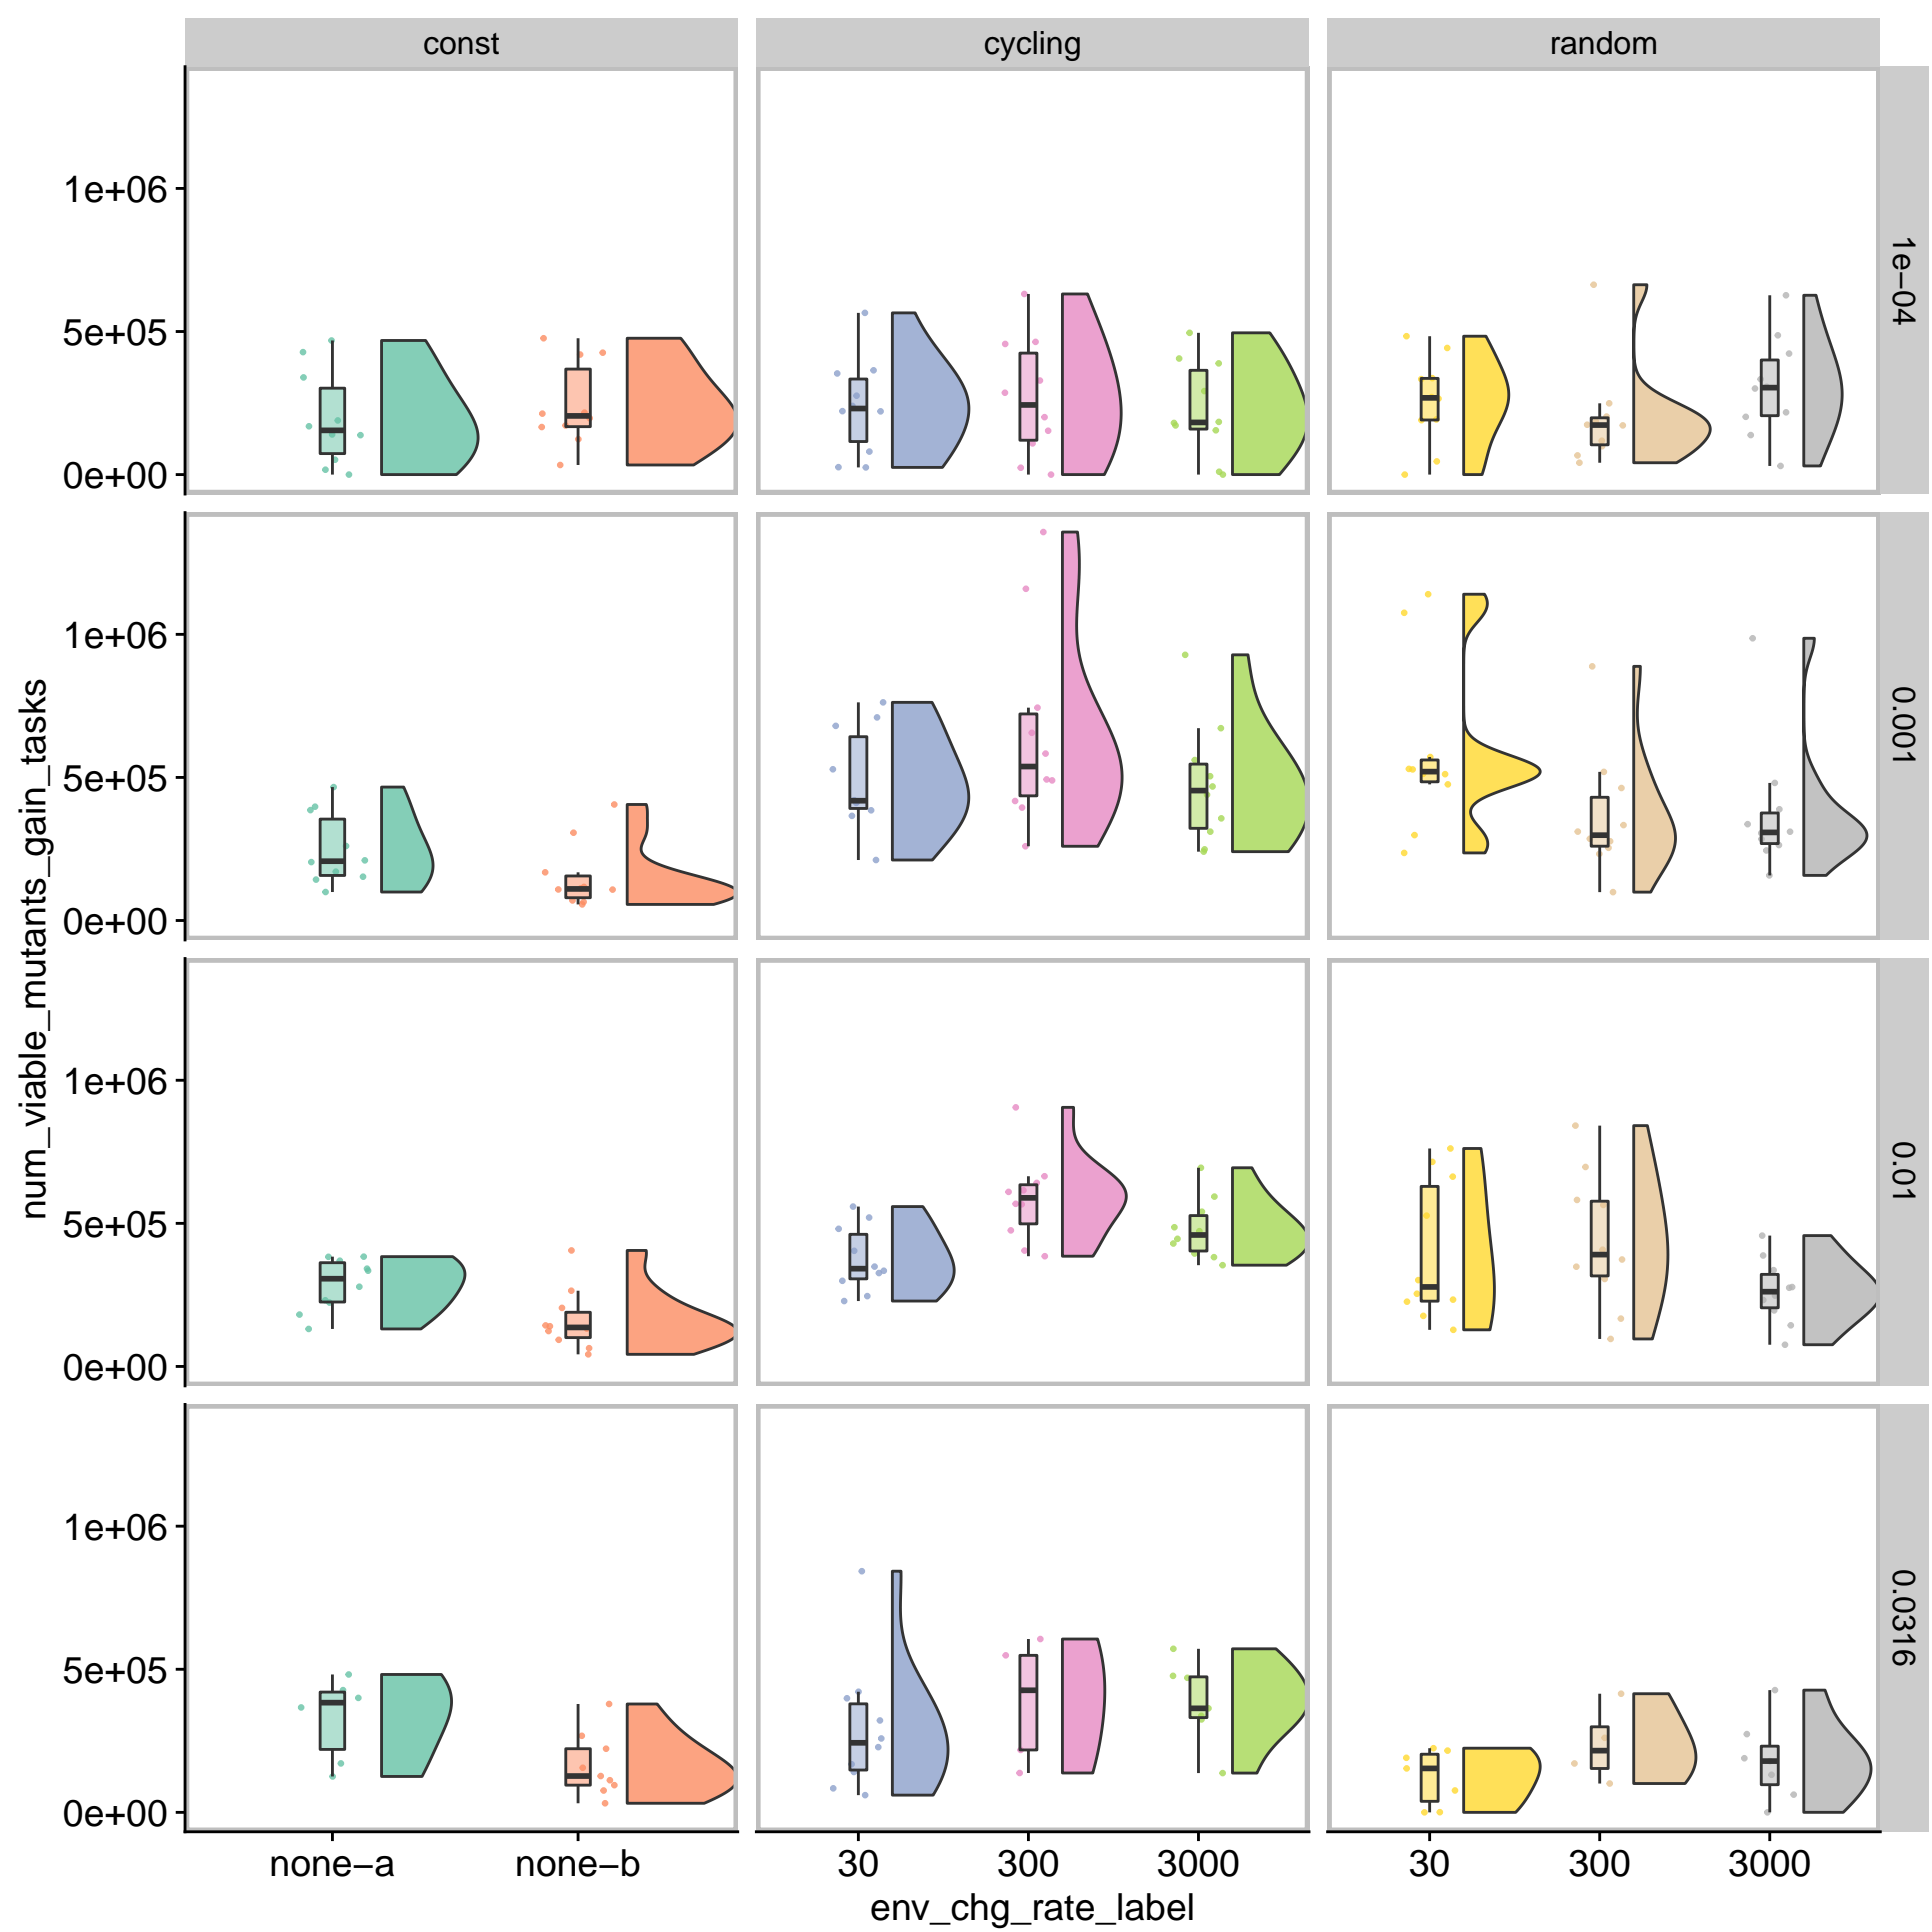 const cycling random
1e+06
5e+05
0e+00
1e−04
1e+06
5e+05
0e+00
0.001
1e+06
5e+05
0e+00
0.01
1e+06
5e+05
0e+00
0.0316
num_viable_mutants_gain_tasks
none−a none−b 30 300 3000 30 300 3000
env_chg_rate_label